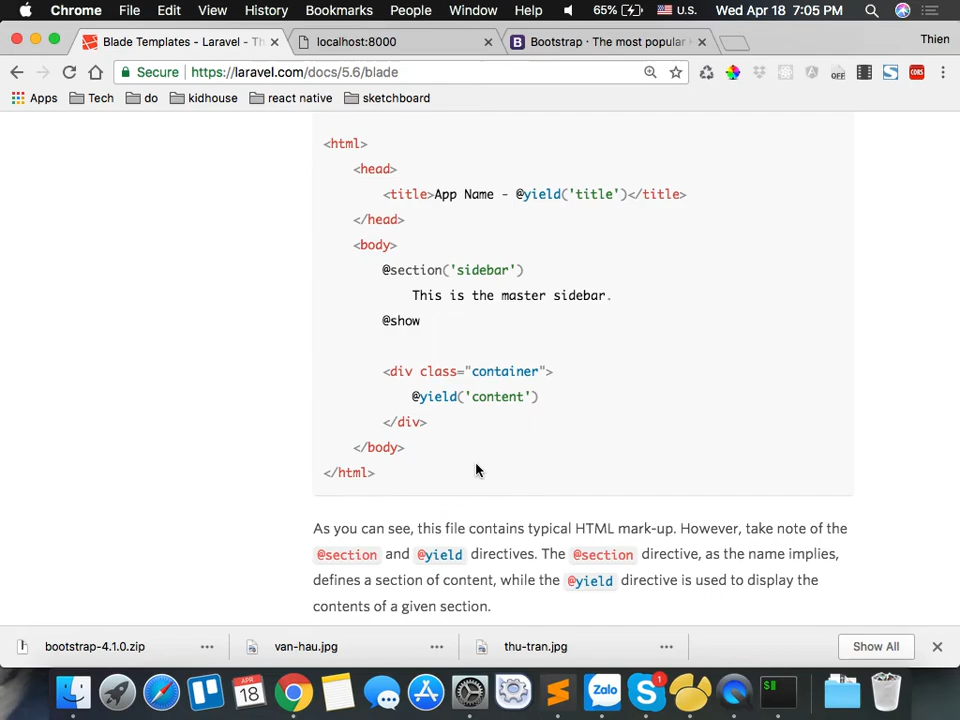 Chrome File Edit View History Bookmarks People Window Help 65% U.S. Wed Apr 18 7:05 PM
Blade Templates - Laravel - Th
localhost:8000
Bootstrap · The most popular
Thien
Secure https://laravel.com/docs/5.6/blade
OFF
CORS
Apps Tech do kidhouse react native sketchboard
<html>
<head>
<title>App Name - @yield('title')</title>
</head>
<body>
@section('sidebar')
This is the master sidebar.
@show
<div class="container">
@yield('content')
</div>
</body>
</html>
As you can see, this file contains typical HTML mark-up. However, take note of the
@section and @yield directives. The @section directive, as the name implies,
defines a section of content, while the @yield directive is used to display the
contents of a given section.
bootstrap-4.1.0.zip
van-hau.jpg
thu-tran.jpg
Show All
APR
18
Zalo
1